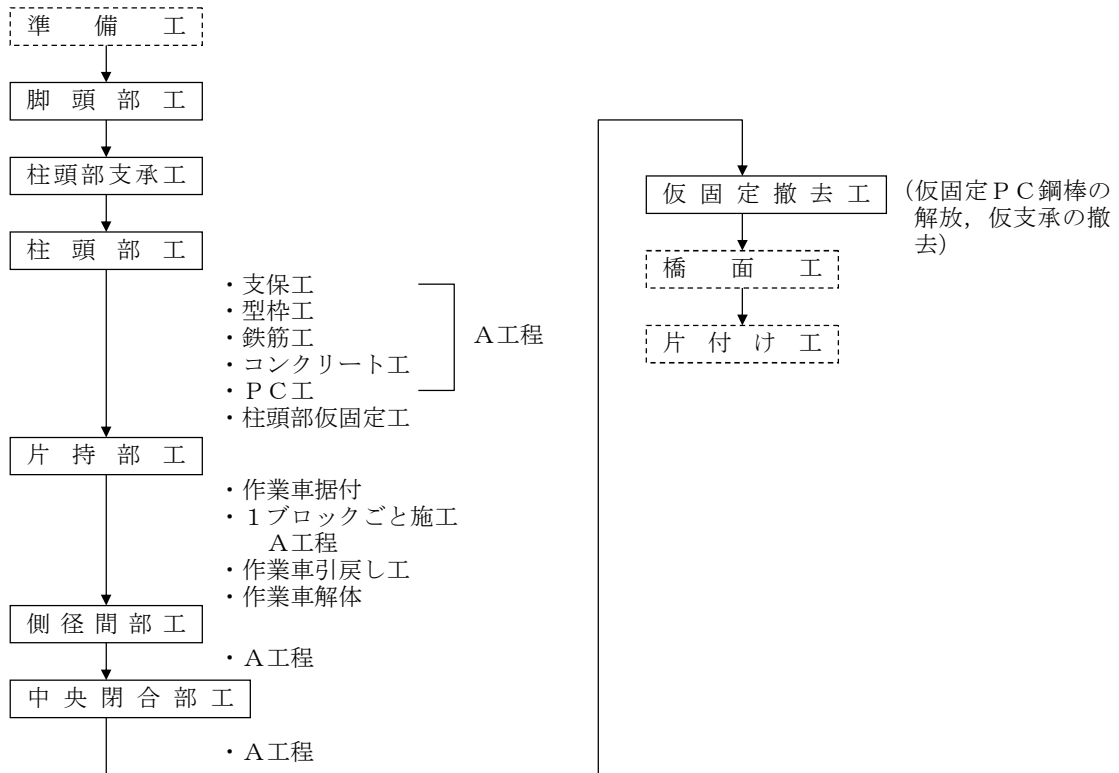 準備工
脚頭部工
柱頭部支承工
柱頭部工
・支保工
・型枠工
・鉄筋工
・コンクリート工
・ＰＣ工
・柱頭部仮固定工
Ａ工程
片持部工
・作業車据付
・１ブロックごと施工
Ａ工程
・作業車引戻し工
・作業車解体
側径間部工
・Ａ工程
中央閉合部工
・Ａ工程
仮固定撤去工
（仮固定ＰＣ鋼棒の
解放，仮支承の撤
去）
橋面工
片付け工